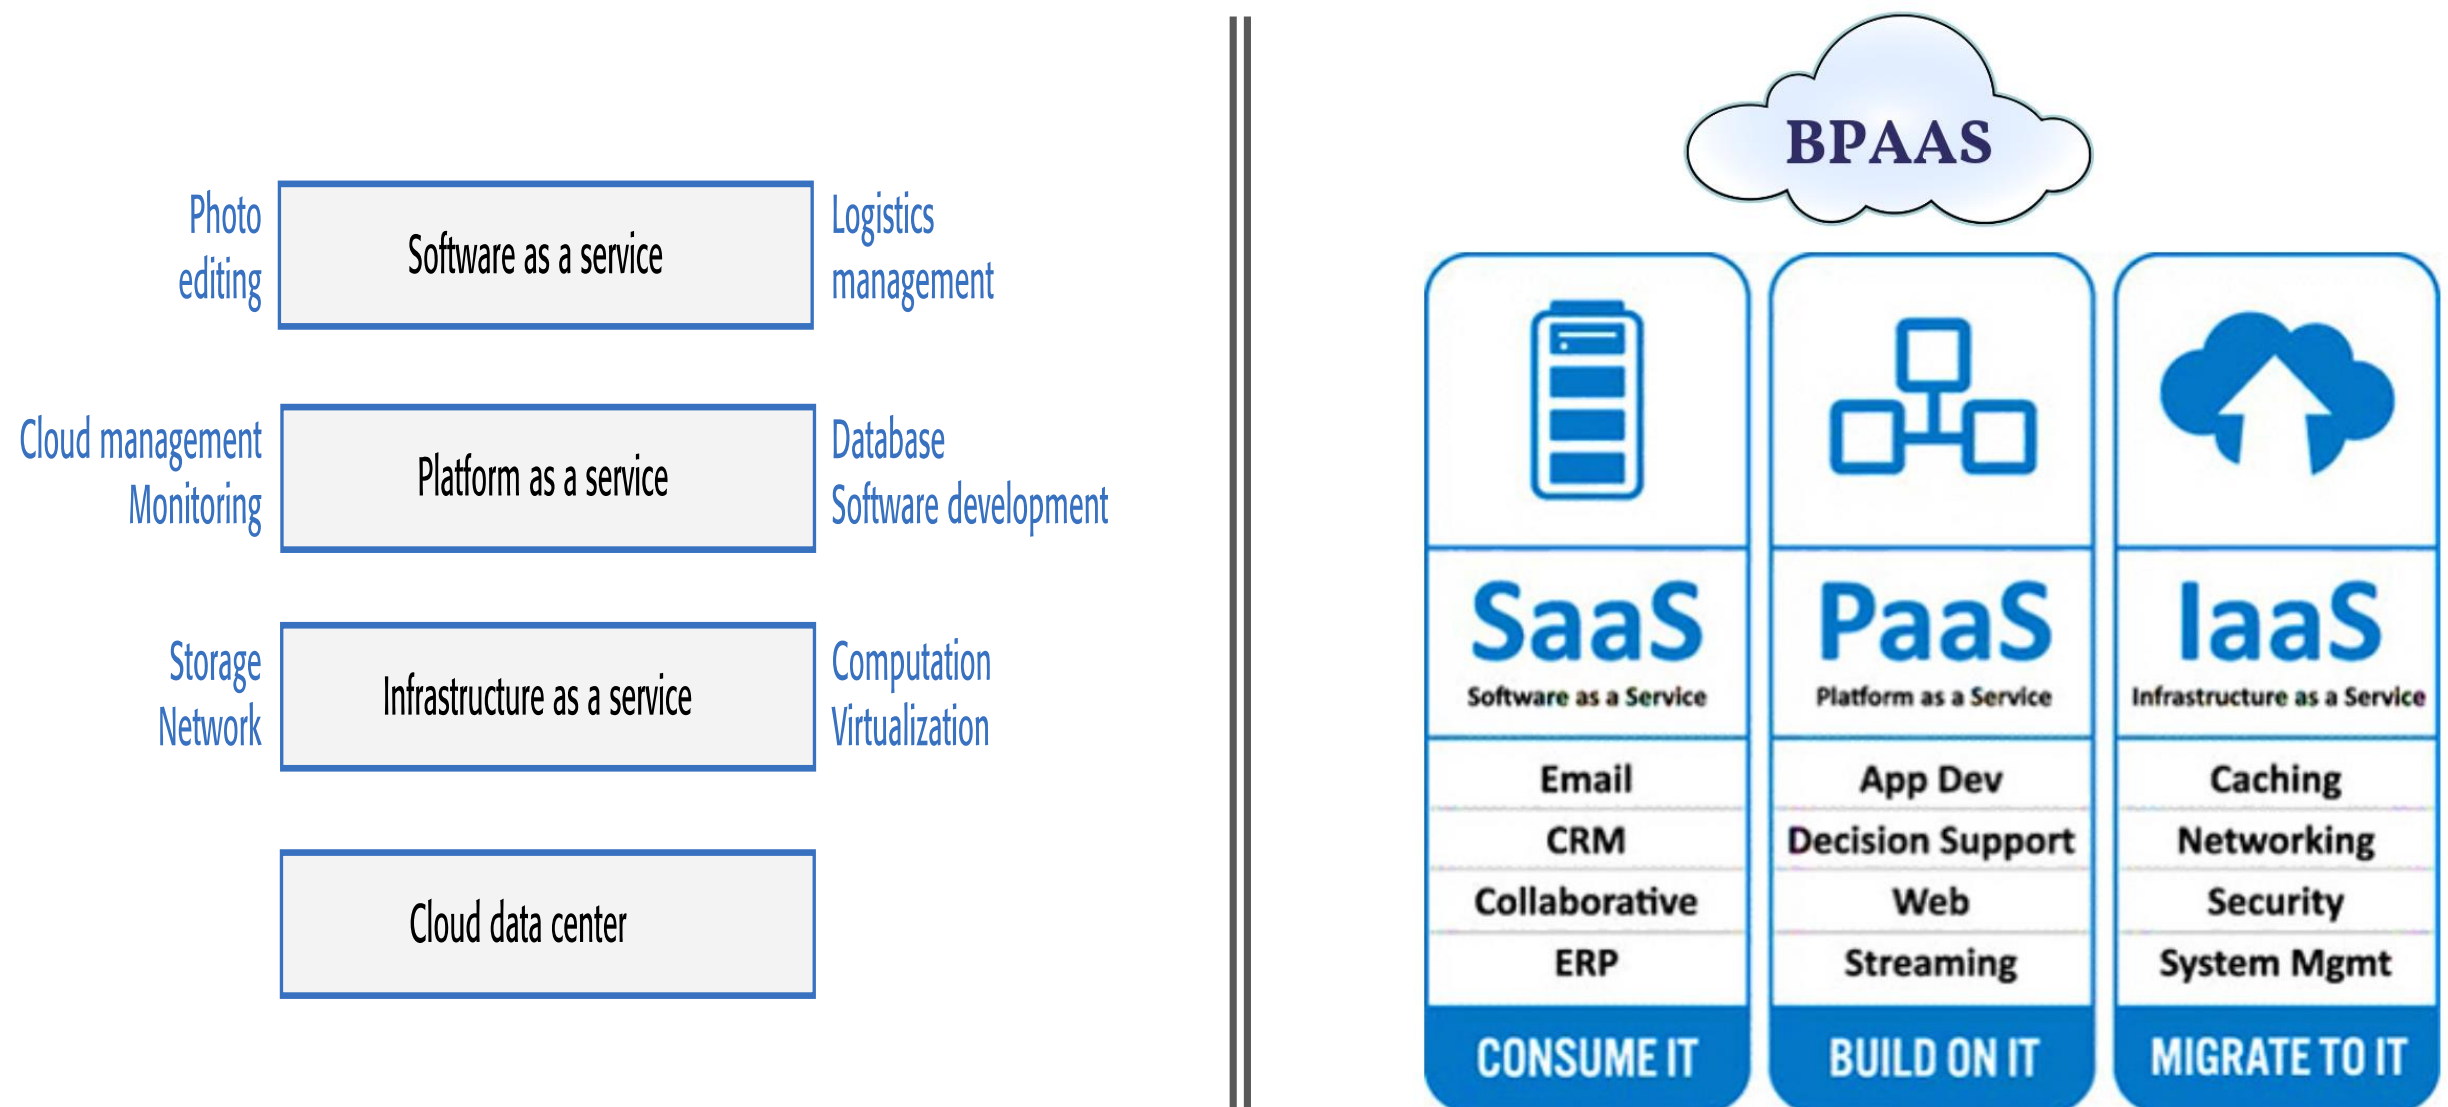 Photo
editing
Software as a service
Logistics
management
Cloud management
Monitoring
Platform as a service
Database
Software development
Storage
Network
Infrastructure as a service
Computation
Virtualization
Cloud data center
BPAAS
SaaS
Software as a Service
Email
CRM
Collaborative
ERP
CONSUME IT
PaaS
Platform as a Service
App Dev
Decision Support
Web
Streaming
BUILD ON IT
IaaS
Infrastructure as a Service
Caching
Networking
Security
System Mgmt
MIGRATE TO IT